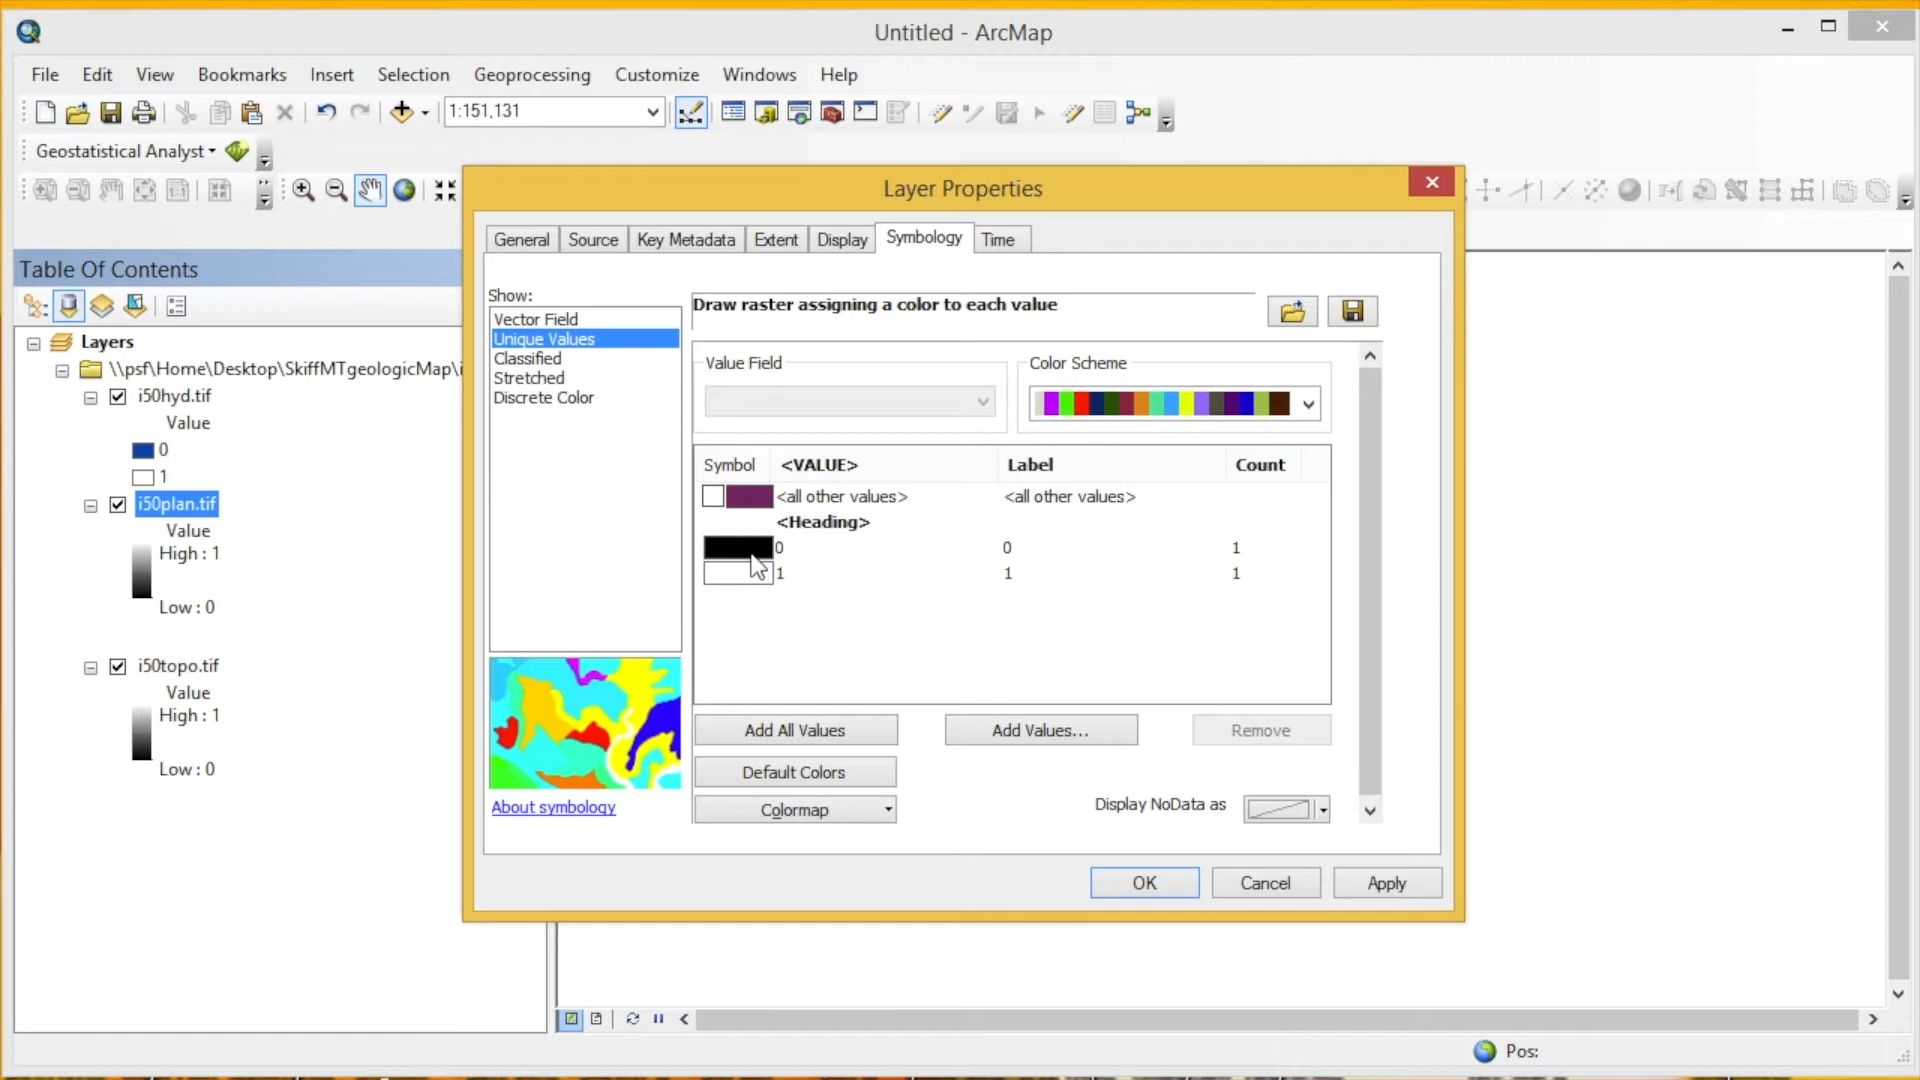 Untitled - ArcMap
File Edit View Bookmarks Insert Selection Geoprocessing Customize Windows Help
1:151,131
Geostatistical Analyst
Layer Properties
General Source Key Metadata Extent Display Symbology Time
Table Of Contents
Show:
Vector Field
Unique Values
Classified
Stretched
Discrete Color
Draw raster assigning a color to each value
Value Field
Color Scheme
Layers
\\psf\Home\Desktop\SkiffMTgeologicMap\i
i50hyd.tif
Value
0
1
i50plan.tif
Value
High : 1
Low : 0
i50topo.tif
Value
High : 1
Low : 0
Symbol <VALUE> Label Count
<all other values> <all other values>
<Heading>
0 0 1
1 1 1
Add All Values Add Values... Remove
Default Colors
About symbology
Colormap
Display NoData as
OK Cancel Apply
Pos: